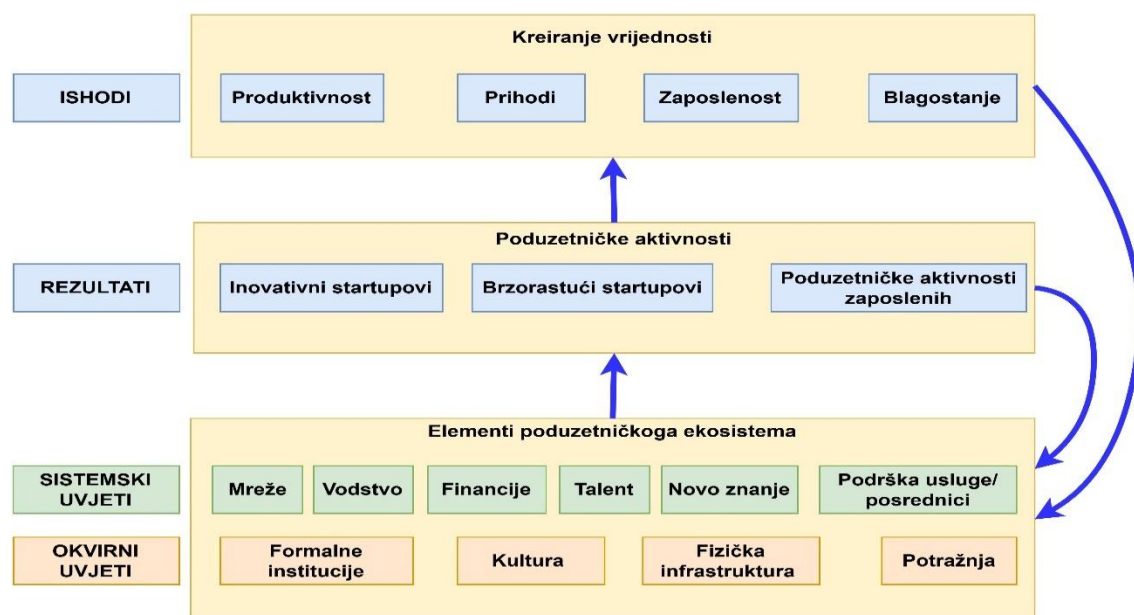 Kreiranje vrijednosti
ISHODI
Produktivnost
Prihodi
Zaposlenost
Blagostanje
Poduzetničke aktivnosti
REZULTATI
Inovativni startupovi
Brzorastući startupovi
Poduzetničke aktivnosti
zaposlenih
Elementi poduzetničkoga ekosistema
SISTEMSKI
UVJETI
Mreže
Vodstvo
Financije
Talent
Novo znanje
Podrška usluge/
posrednici
OKVIRNI
UVJETI
Formalne
institucije
Kultura
Fizička
infrastruktura
Potražnja